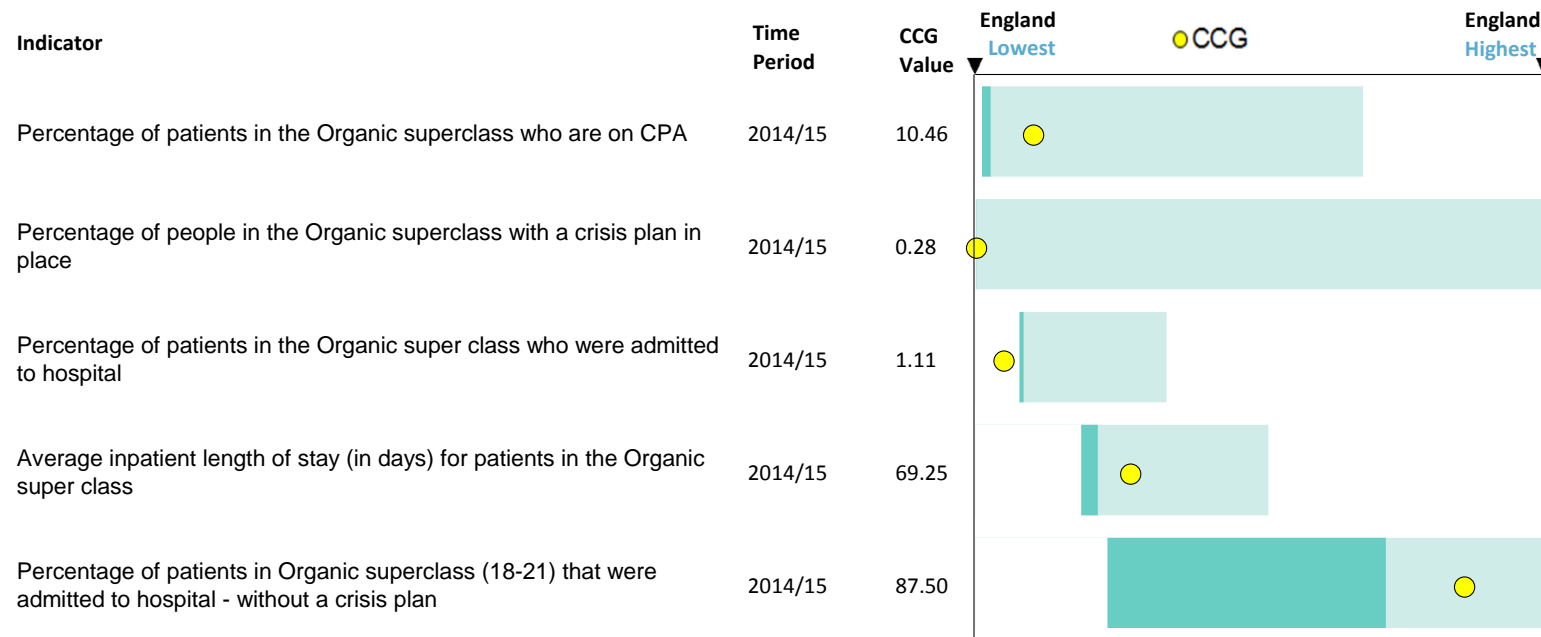 Indicator
Time
Period
CCG
Value
England
Lowest
CCG
England
Highest
Percentage of patients in the Organic superclass who are on CPA
2014/15
10.46
Percentage of people in the Organic superclass with a crisis plan in
place
2014/15
0.28
Percentage of patients in the Organic super class who were admitted
to hospital
2014/15
1.11
Average inpatient length of stay (in days) for patients in the Organic
super class
2014/15
69.25
Percentage of patients in Organic superclass (18-21) that were
admitted to hospital - without a crisis plan
2014/15
87.50